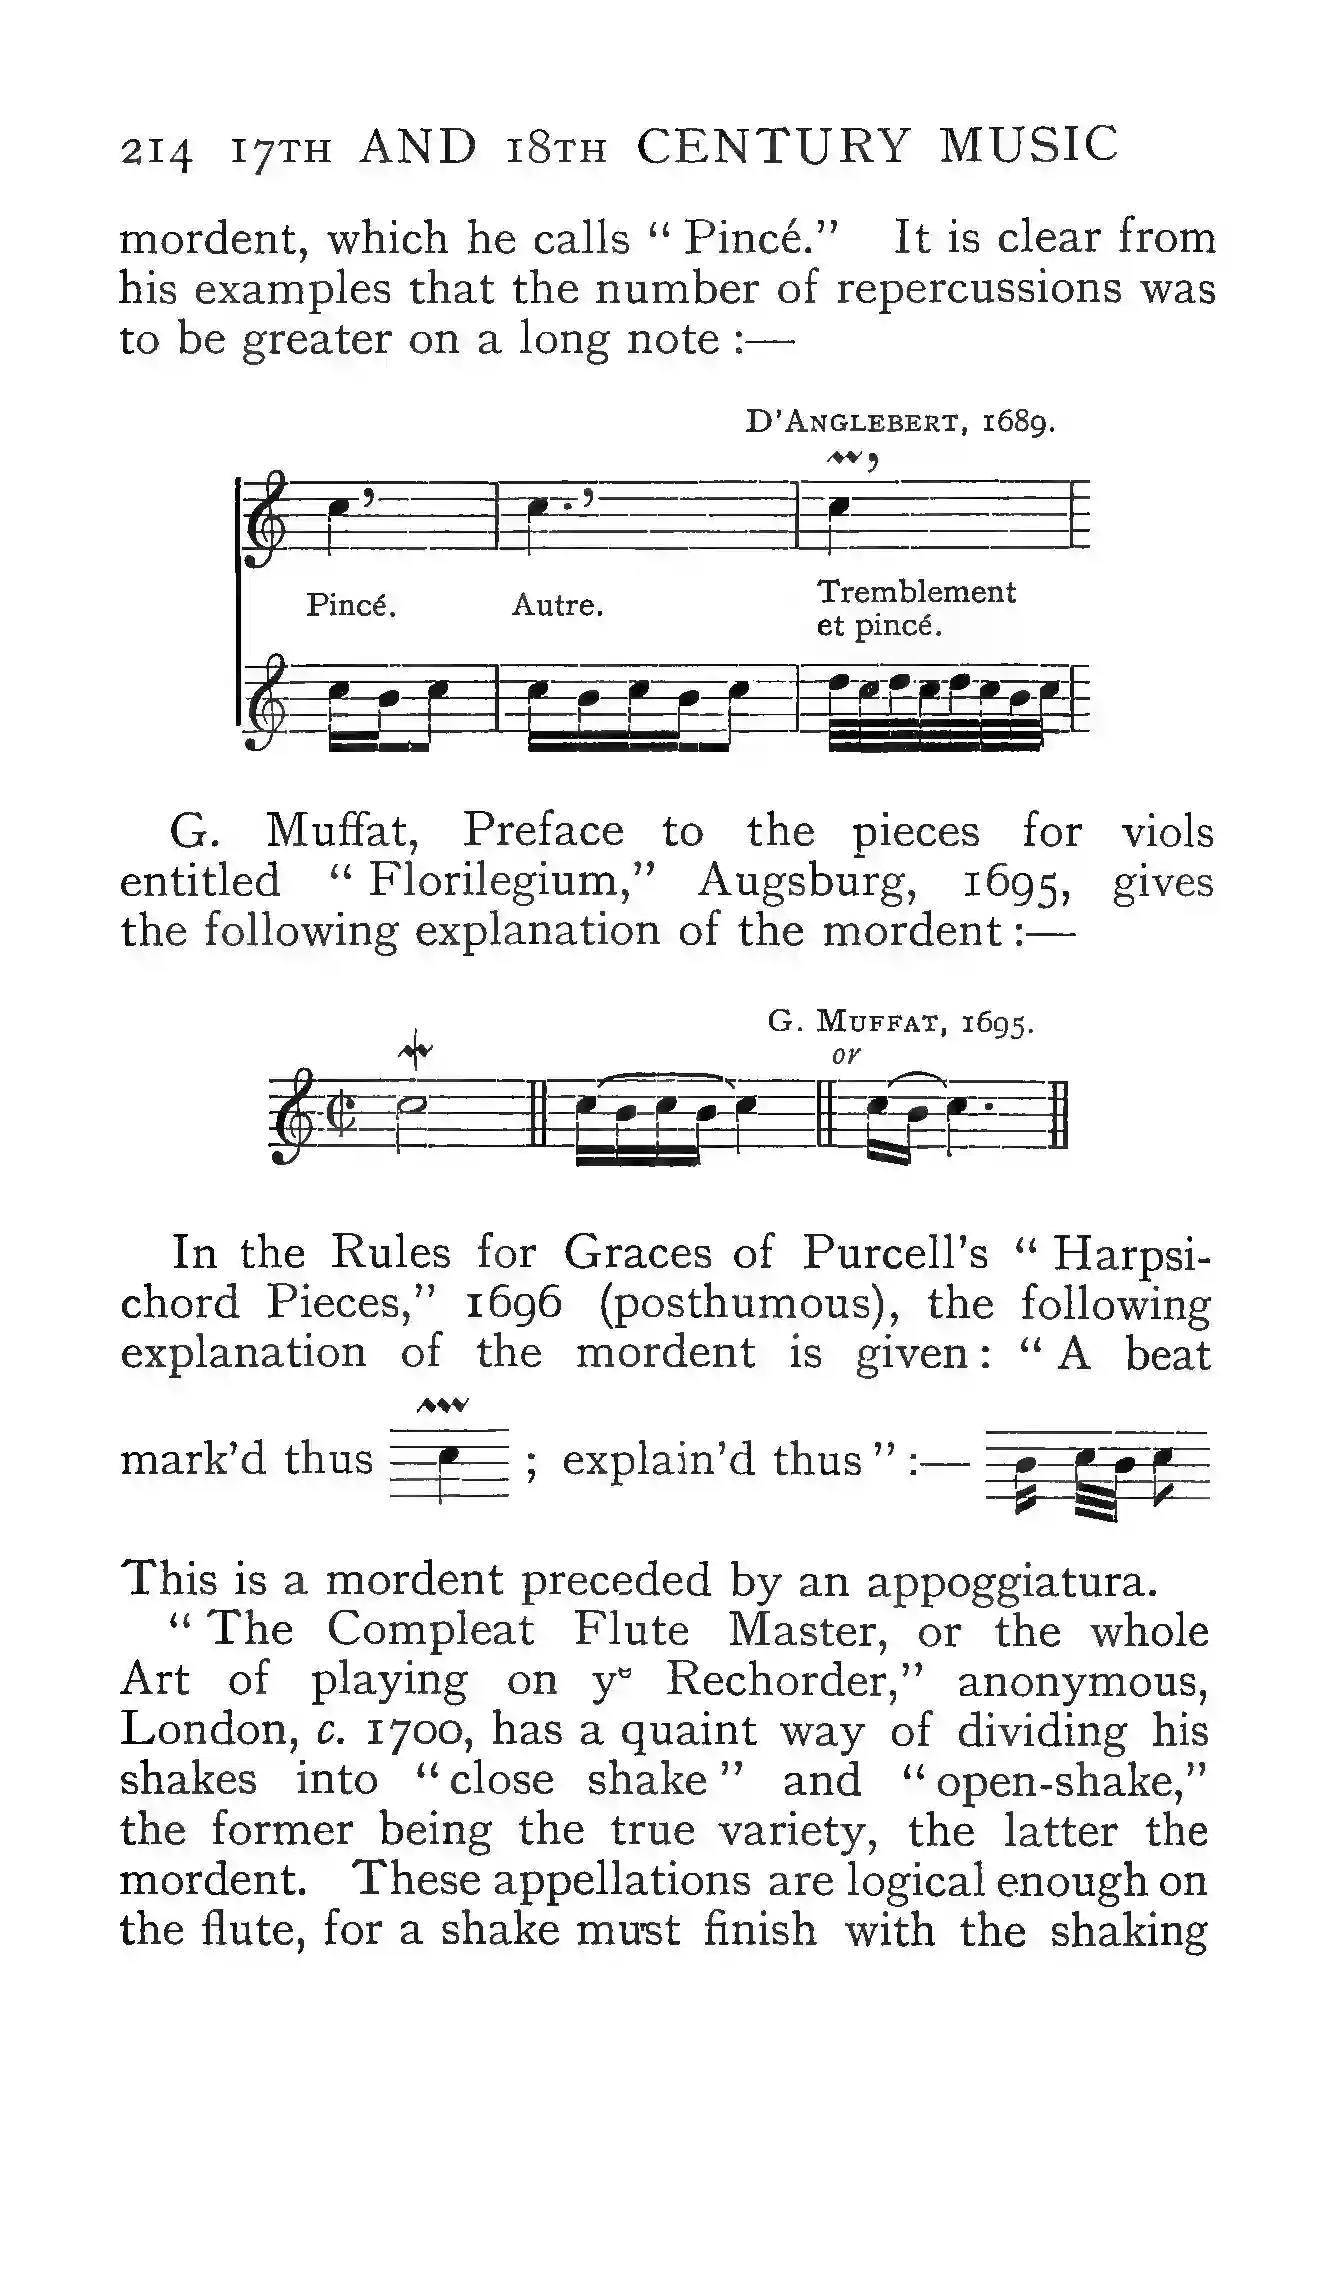 214 17TH AND 18TH CENTURY MUSIC
mordent, which he calls “ Pincé.” It is clear from
his examples that the number of repercussions was
to be greater on a long note :—
D’ANGLEBERT, 1689.
Pincé. Autre. Tremblement
et pincé.
G. Muffat, Preface to the pieces for viols
entitled “ Florilegium,” Augsburg, 1695, gives
the following explanation of the mordent :—
G. MUFFAT, 1695.
or
In the Rules for Graces of Purcell’s “ Harpsi-
chord Pieces,” 1696 (posthumous), the following
explanation of the mordent is given : “ A beat
mark’d thus ; explain’d thus ” :—
This is a mordent preceded by an appoggiatura.
“ The Compleat Flute Master, or the whole
Art of playing on yᵉ Rechorder,” anonymous,
London, c. 1700, has a quaint way of dividing his
shakes into “ close shake ” and “ open-shake,”
the former being the true variety, the latter the
mordent. These appellations are logical enough on
the flute, for a shake must finish with the shaking